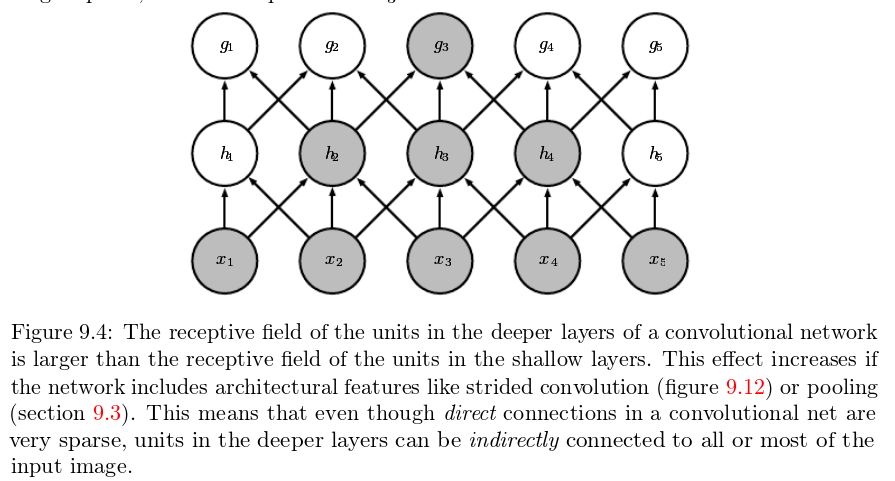 g1 g2 g3 g4 g5
h1 h2 h3 h4 h5
x1 x2 x3 x4 x5
Figure 9.4: The receptive field of the units in the deeper layers of a convolutional network
is larger than the receptive field of the units in the shallow layers. This effect increases if
the network includes architectural features like strided convolution (figure 9.12) or pooling
(section 9.3). This means that even though direct connections in a convolutional net are
very sparse, units in the deeper layers can be indirectly connected to all or most of the
input image.